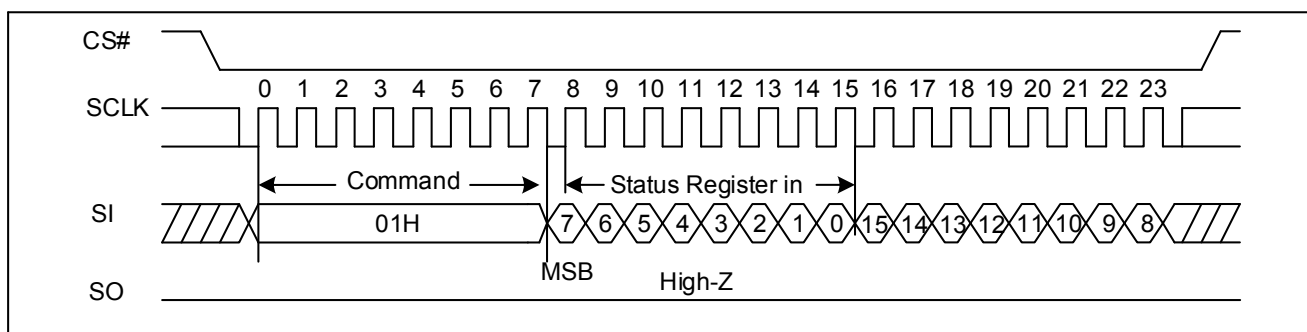 CS#
0 1 2 3 4 5 6 7 8 9 10 11 12 13 14 15 16 17 18 19 20 21 22 23
SCLK
Command Status Register in
SI 01H 7 6 5 4 3 2 1 0 15 14 13 12 11 10 9 8
MSB High-Z
SO